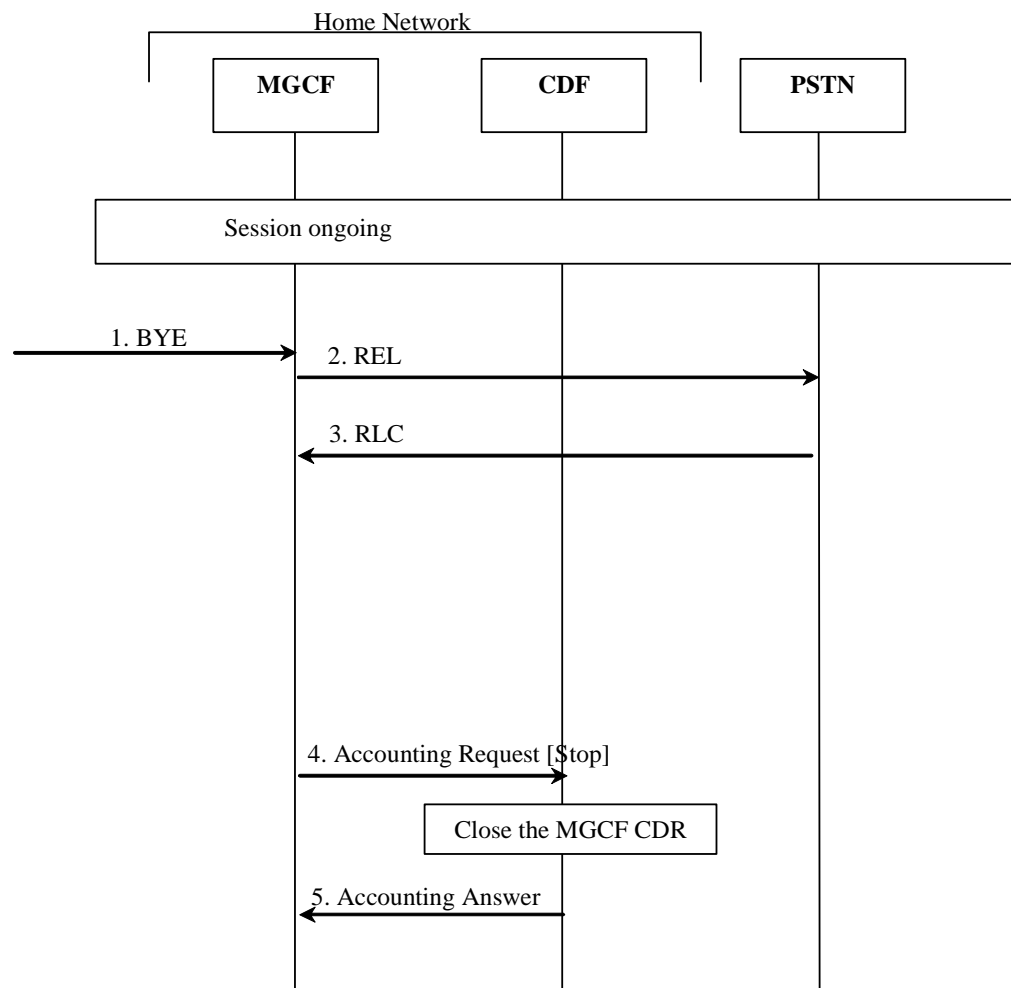 Home Network
MGCF
CDF
PSTN
Session ongoing
1. BYE
2. REL
3. RLC
4. Accounting Request [Stop]
Close the MGCF CDR
5. Accounting Answer